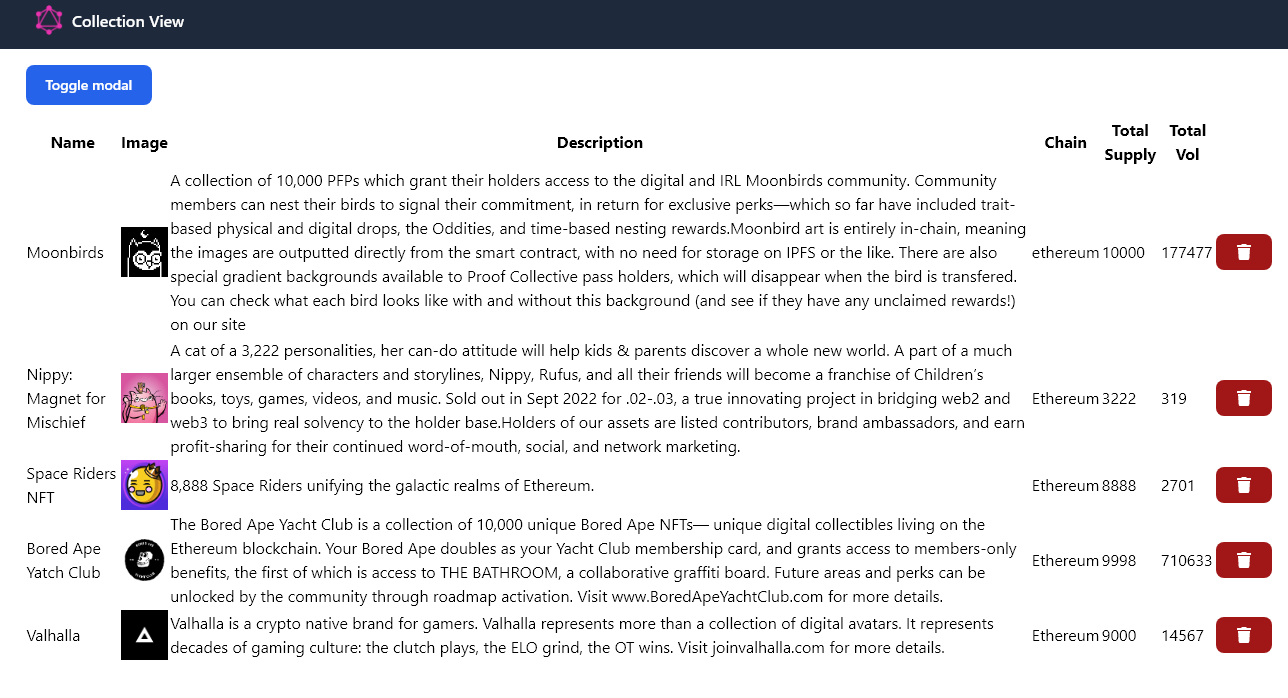 Collection View
Toggle modal
Name Image Description Chain Total Supply Total Vol
Moonbirds
A collection of 10,000 PFPs which grant their holders access to the digital and IRL Moonbirds community. Community
members can nest their birds to signal their commitment, in return for exclusive perks—which so far have included trait-
based physical and digital drops, the Oddities, and time-based nesting rewards.Moonbird art is entirely in-chain, meaning
the images are outputted directly from the smart contract, with no need for storage on IPFS or the like. There are also
special gradient backgrounds available to Proof Collective pass holders, which will disappear when the bird is transfered.
You can check what each bird looks like with and without this background (and see if they have any unclaimed rewards!)
on our site
ethereum 10000 177477
Nippy:
Magnet for
Mischief
A cat of a 3,222 personalities, her can-do attitude will help kids & parents discover a whole new world. A part of a much
larger ensemble of characters and storylines, Nippy, Rufus, and all their friends will become a franchise of Children’s
books, toys, games, videos, and music. Sold out in Sept 2022 for .02-.03, a true innovating project in bridging web2 and
web3 to bring real solvency to the holder base.Holders of our assets are listed contributors, brand ambassadors, and earn
profit-sharing for their continued word-of-mouth, social, and network marketing.
Ethereum 3222 319
Space Riders
NFT
8,888 Space Riders unifying the galactic realms of Ethereum.
Ethereum 8888 2701
Bored Ape
Yatch Club
The Bored Ape Yacht Club is a collection of 10,000 unique Bored Ape NFTs— unique digital collectibles living on the
Ethereum blockchain. Your Bored Ape doubles as your Yacht Club membership card, and grants access to members-only
benefits, the first of which is access to THE BATHROOM, a collaborative graffiti board. Future areas and perks can be
unlocked by the community through roadmap activation. Visit www.BoredApeYachtClub.com for more details.
Ethereum 9998 710633
Valhalla
Valhalla is a crypto native brand for gamers. Valhalla represents more than a collection of digital avatars. It represents
decades of gaming culture: the clutch plays, the ELO grind, the OT wins. Visit joinvalhalla.com for more details.
Ethereum 9000 14567